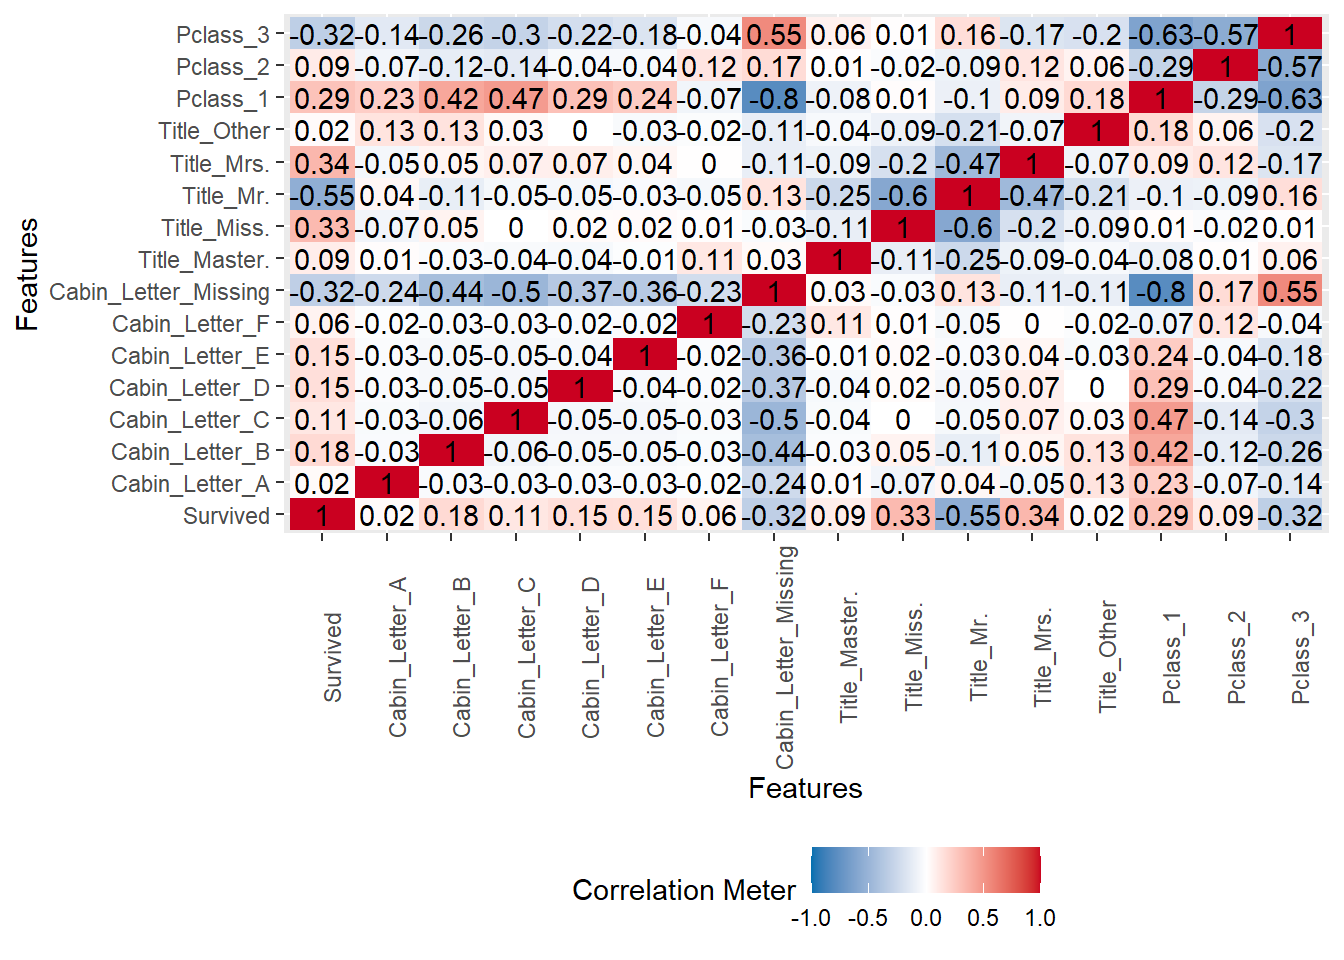 Pclass_3 -0.32 -0.14 -0.26 -0.3 -0.22 -0.18 -0.04 0.55 0.06 0.01 0.16 -0.17 -0.2 -0.63 -0.57 1
Pclass_2 0.09 -0.07 -0.12 -0.14 -0.04 -0.04 0.12 0.17 0.01 -0.02 -0.09 0.12 0.06 -0.29 1 -0.57
Pclass_1 0.29 0.23 0.42 0.47 0.29 0.24 -0.07 -0.8 -0.08 0.01 -0.1 0.09 0.18 1 -0.29 -0.63
Title_Other 0.02 0.13 0.13 0.03 0 -0.03 -0.02 -0.11 -0.04 -0.09 -0.21 -0.07 1 0.18 0.06 -0.2
Title_Mrs. 0.34 -0.05 0.05 0.07 0.07 0.04 0 -0.11 -0.09 -0.2 -0.47 1 -0.07 0.09 0.12 -0.17
Title_Mr. -0.55 0.04 -0.11 -0.05 -0.05 -0.03 -0.05 0.13 -0.25 -0.6 1 -0.47 -0.21 -0.1 -0.09 0.16
Title_Miss. 0.33 -0.07 0.05 0 0.02 0.02 0.01 -0.03 -0.11 1 -0.6 -0.2 -0.09 0.01 -0.02 0.01
Title_Master. 0.09 0.01 -0.03 -0.04 -0.04 -0.01 0.11 0.03 1 -0.11 -0.25 -0.09 -0.04 -0.08 0.01 0.06
Cabin_Letter_Missing -0.32 -0.24 -0.44 -0.5 -0.37 -0.36 -0.23 1 0.03 -0.03 0.13 -0.11 -0.11 -0.8 0.17 0.55
Cabin_Letter_F 0.06 -0.02 -0.03 -0.03 -0.02 -0.02 1 -0.23 0.11 0.01 -0.05 0 -0.02 -0.07 0.12 -0.04
Cabin_Letter_E 0.15 -0.03 -0.05 -0.05 -0.04 1 -0.02 -0.36 -0.01 0.02 -0.03 0.04 -0.03 0.24 -0.04 -0.18
Cabin_Letter_D 0.15 -0.03 -0.05 -0.05 1 -0.04 -0.02 -0.37 -0.04 0.02 -0.05 0.07 0 0.29 -0.04 -0.22
Cabin_Letter_C 0.11 -0.03 -0.06 1 -0.05 -0.05 -0.03 -0.5 -0.04 0 -0.05 0.07 0.03 0.47 -0.14 -0.3
Cabin_Letter_B 0.18 -0.03 1 -0.06 -0.05 -0.05 -0.03 -0.44 -0.03 0.05 -0.11 0.05 0.13 0.42 -0.12 -0.26
Cabin_Letter_A 0.02 1 -0.03 -0.03 -0.03 -0.03 -0.02 -0.24 0.01 -0.07 0.04 -0.05 0.13 0.23 -0.07 -0.14
Survived 1 0.02 0.18 0.11 0.15 0.15 0.06 -0.32 0.09 0.33 -0.55 0.34 0.02 0.29 0.09 -0.32
Features
Survived
Cabin_Letter_A
Cabin_Letter_B
Cabin_Letter_C
Cabin_Letter_D
Cabin_Letter_E
Cabin_Letter_F
Cabin_Letter_Missing
Title_Master.
Title_Miss.
Title_Mr.
Title_Mrs.
Title_Other
Pclass_1
Pclass_2
Pclass_3
Features
Correlation Meter
-1.0 -0.5 0.0 0.5 1.0